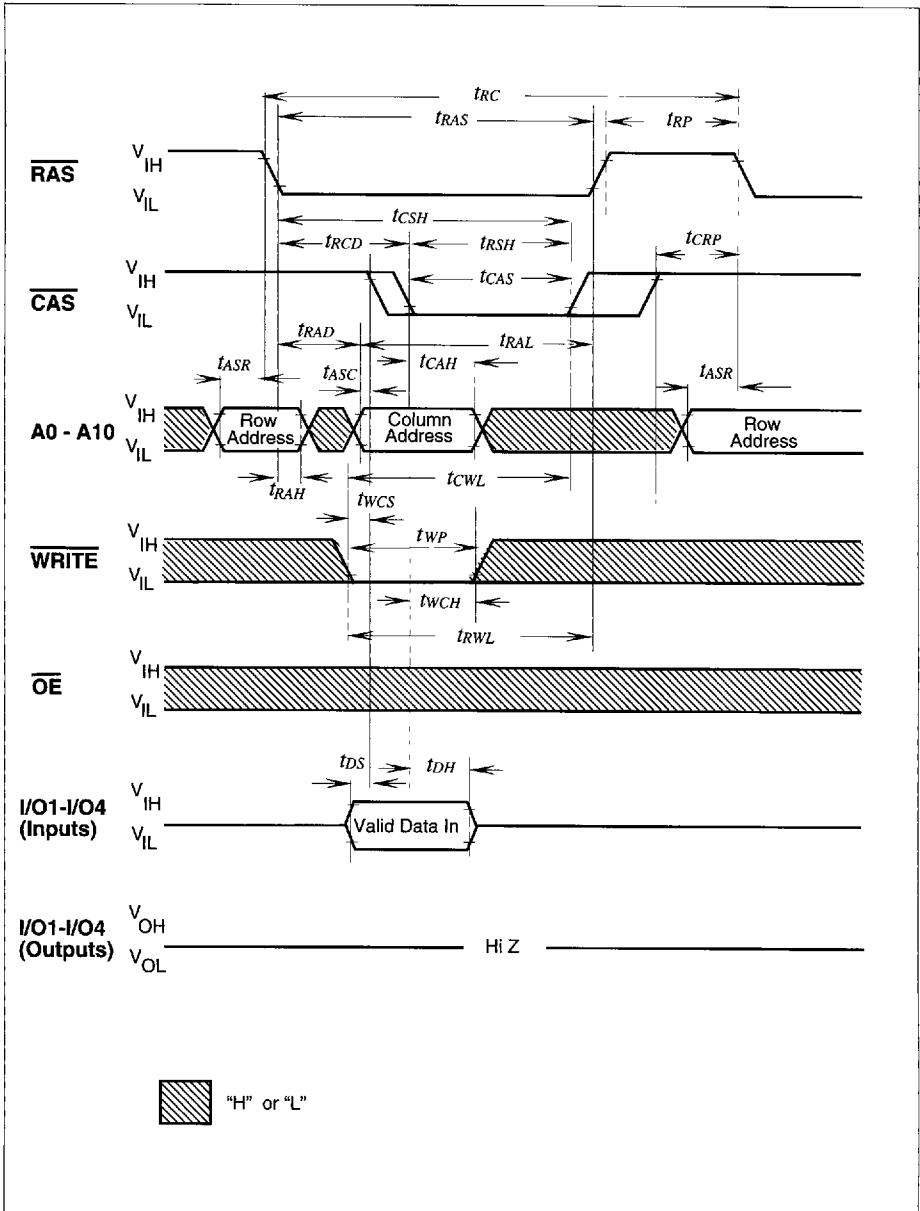 tRC
tRAS
tRP
RAS
VIH
VIL
tCSH
tRCD
tRSH
tCRP
CAS
VIH
VIL
tCAS
tRAD
tRAL
tASR
tASC
tCAH
tASR
A0 - A10
VIH
VIL
Row
Address
Column
Address
Row
Address
tRAH
tWCS
tCWL
WRITE
VIH
VIL
tWP
tWCH
tRWL
OE
VIH
VIL
tDS
tDH
I/O1-I/O4
(Inputs)
VIH
VIL
Valid Data In
I/O1-I/O4
(Outputs)
VOH
VOL
Hi Z
“H” or “L”